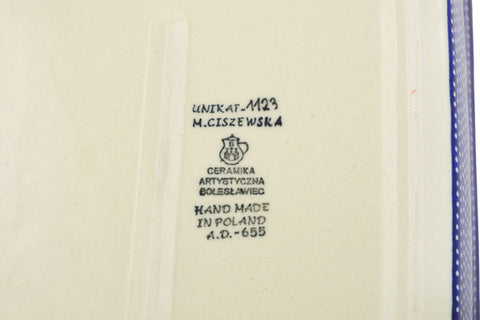 UNIKAT-1123
M.CISZEWSKA
CERAMIKA
ARTYSTYCZNA
BOLESŁAWIEC
HAND MADE
IN POLAND
A.D.-655